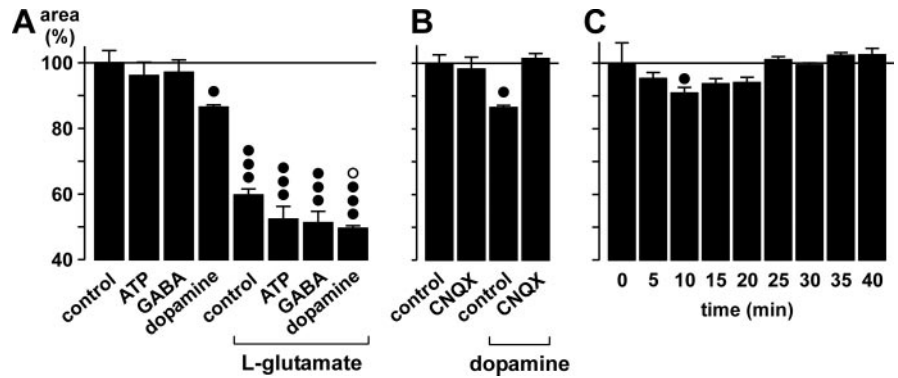 A
area
(%)
100
80
60
50
40
control
ATP
GABA
dopamine
control
ATP
GABA
dopamine
L-glutamate
B
control
CNQX
control
CNQX
dopamine
C
0 5 10 15 20 25 30 35 40
time (min)